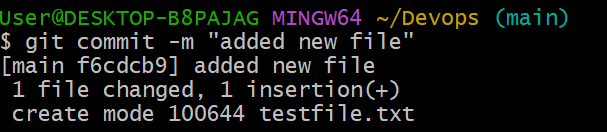 User@DESKTOP-B8PAJAG MINGW64 ~/Devops (main)
$ git commit -m "added new file"
[main f6cdcb9] added new file
 1 file changed, 1 insertion(+)
 create mode 100644 testfile.txt